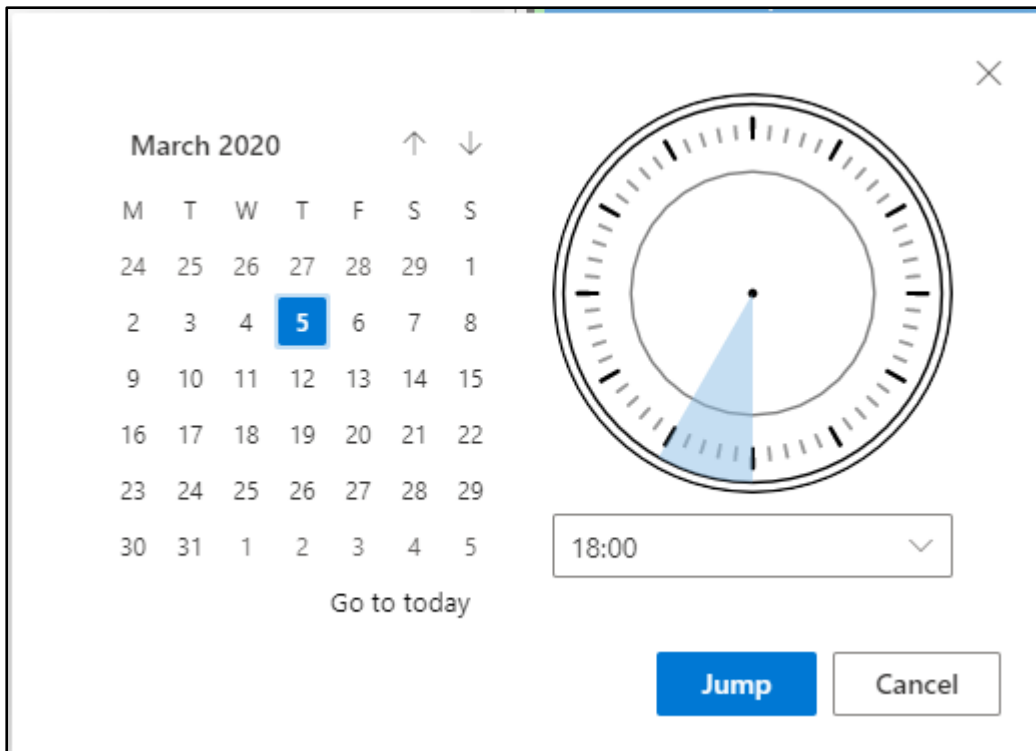 March 2020
M T W T F S S
24 25 26 27 28 29 1
2 3 4 5 6 7 8
9 10 11 12 13 14 15
16 17 18 19 20 21 22
23 24 25 26 27 28 29
30 31 1 2 3 4 5
Go to today
18:00
Jump Cancel